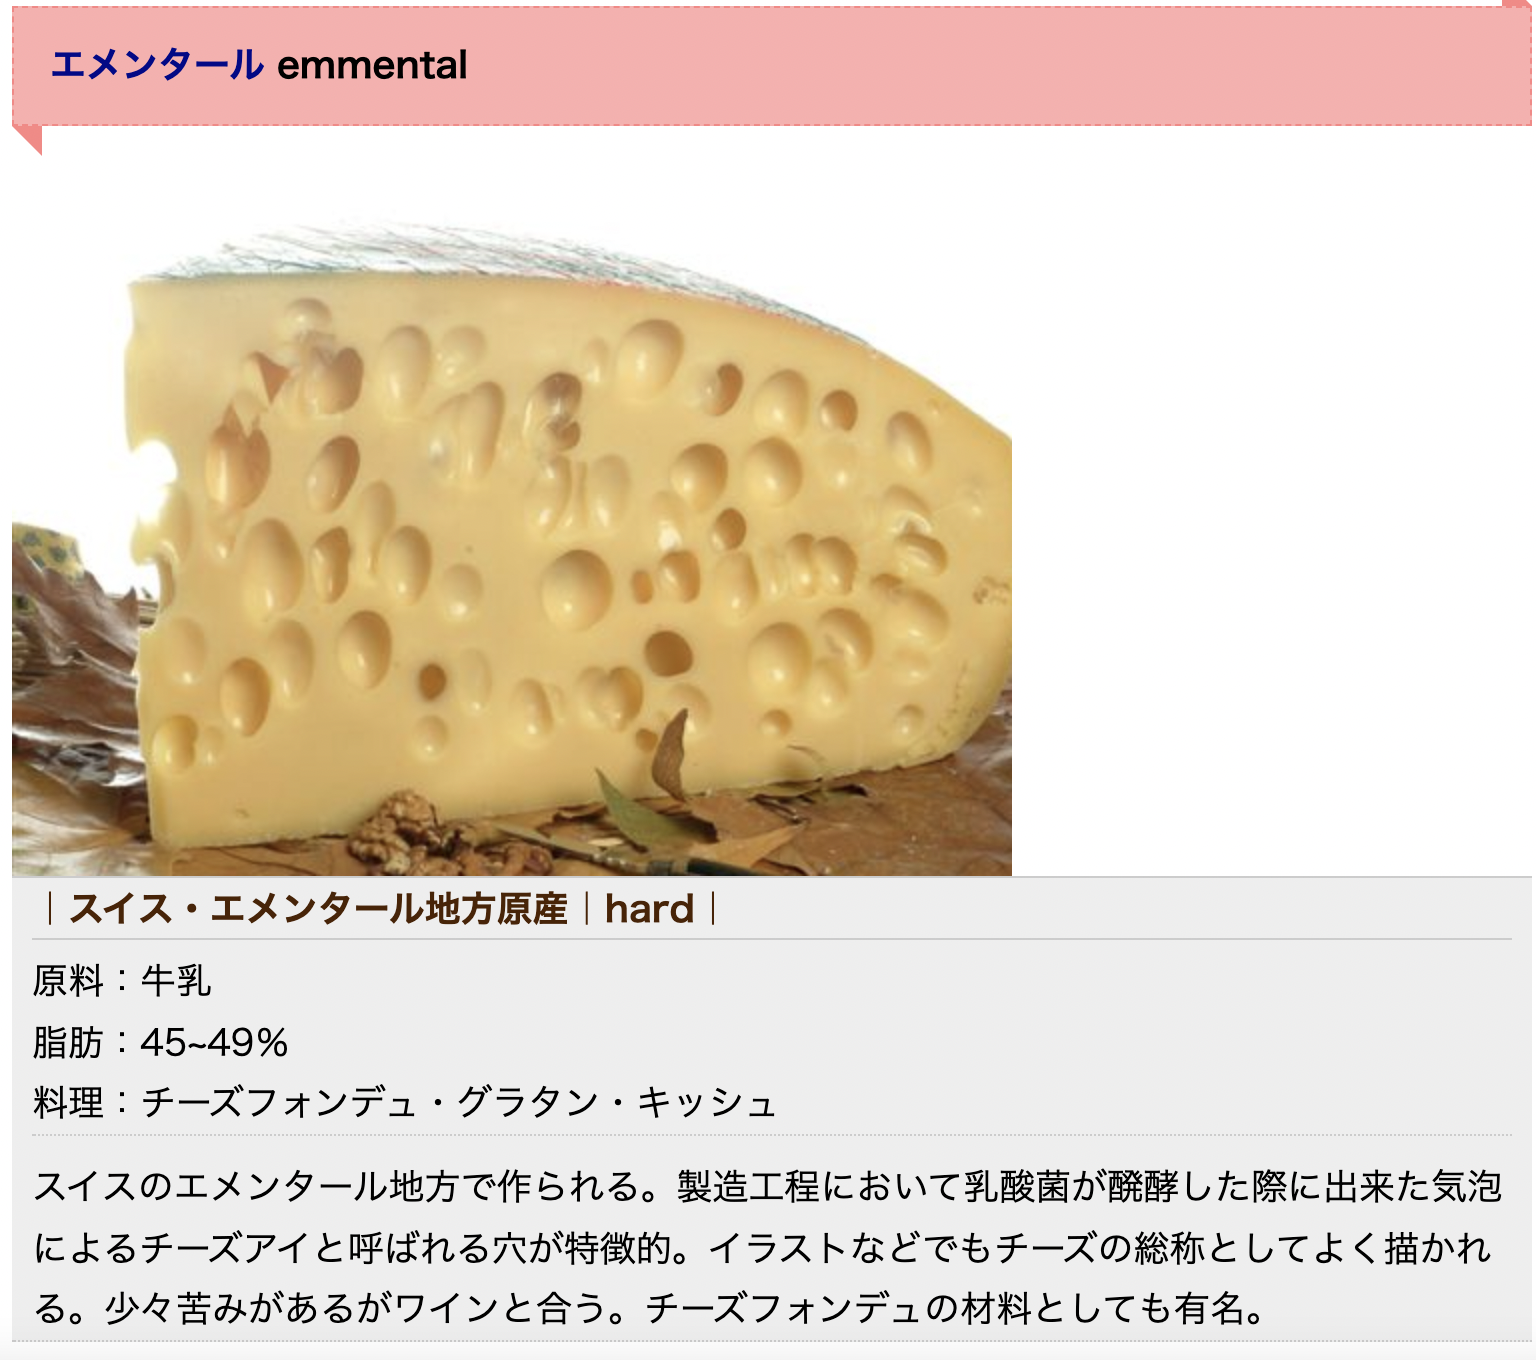 エメンタール emmental
｜スイス・エメンタール地方原産｜hard｜
原料：牛乳
脂肪：45~49%
料理：チーズフォンデュ・グラタン・キッシュ
スイスのエメンタール地方で作られる。製造工程において乳酸菌が醗酵した際に出来た気泡
によるチーズアイと呼ばれる穴が特徴的。イラストなどでもチーズの総称としてよく描かれ
る。少々苦みがあるがワインと合う。チーズフォンデュの材料としても有名。